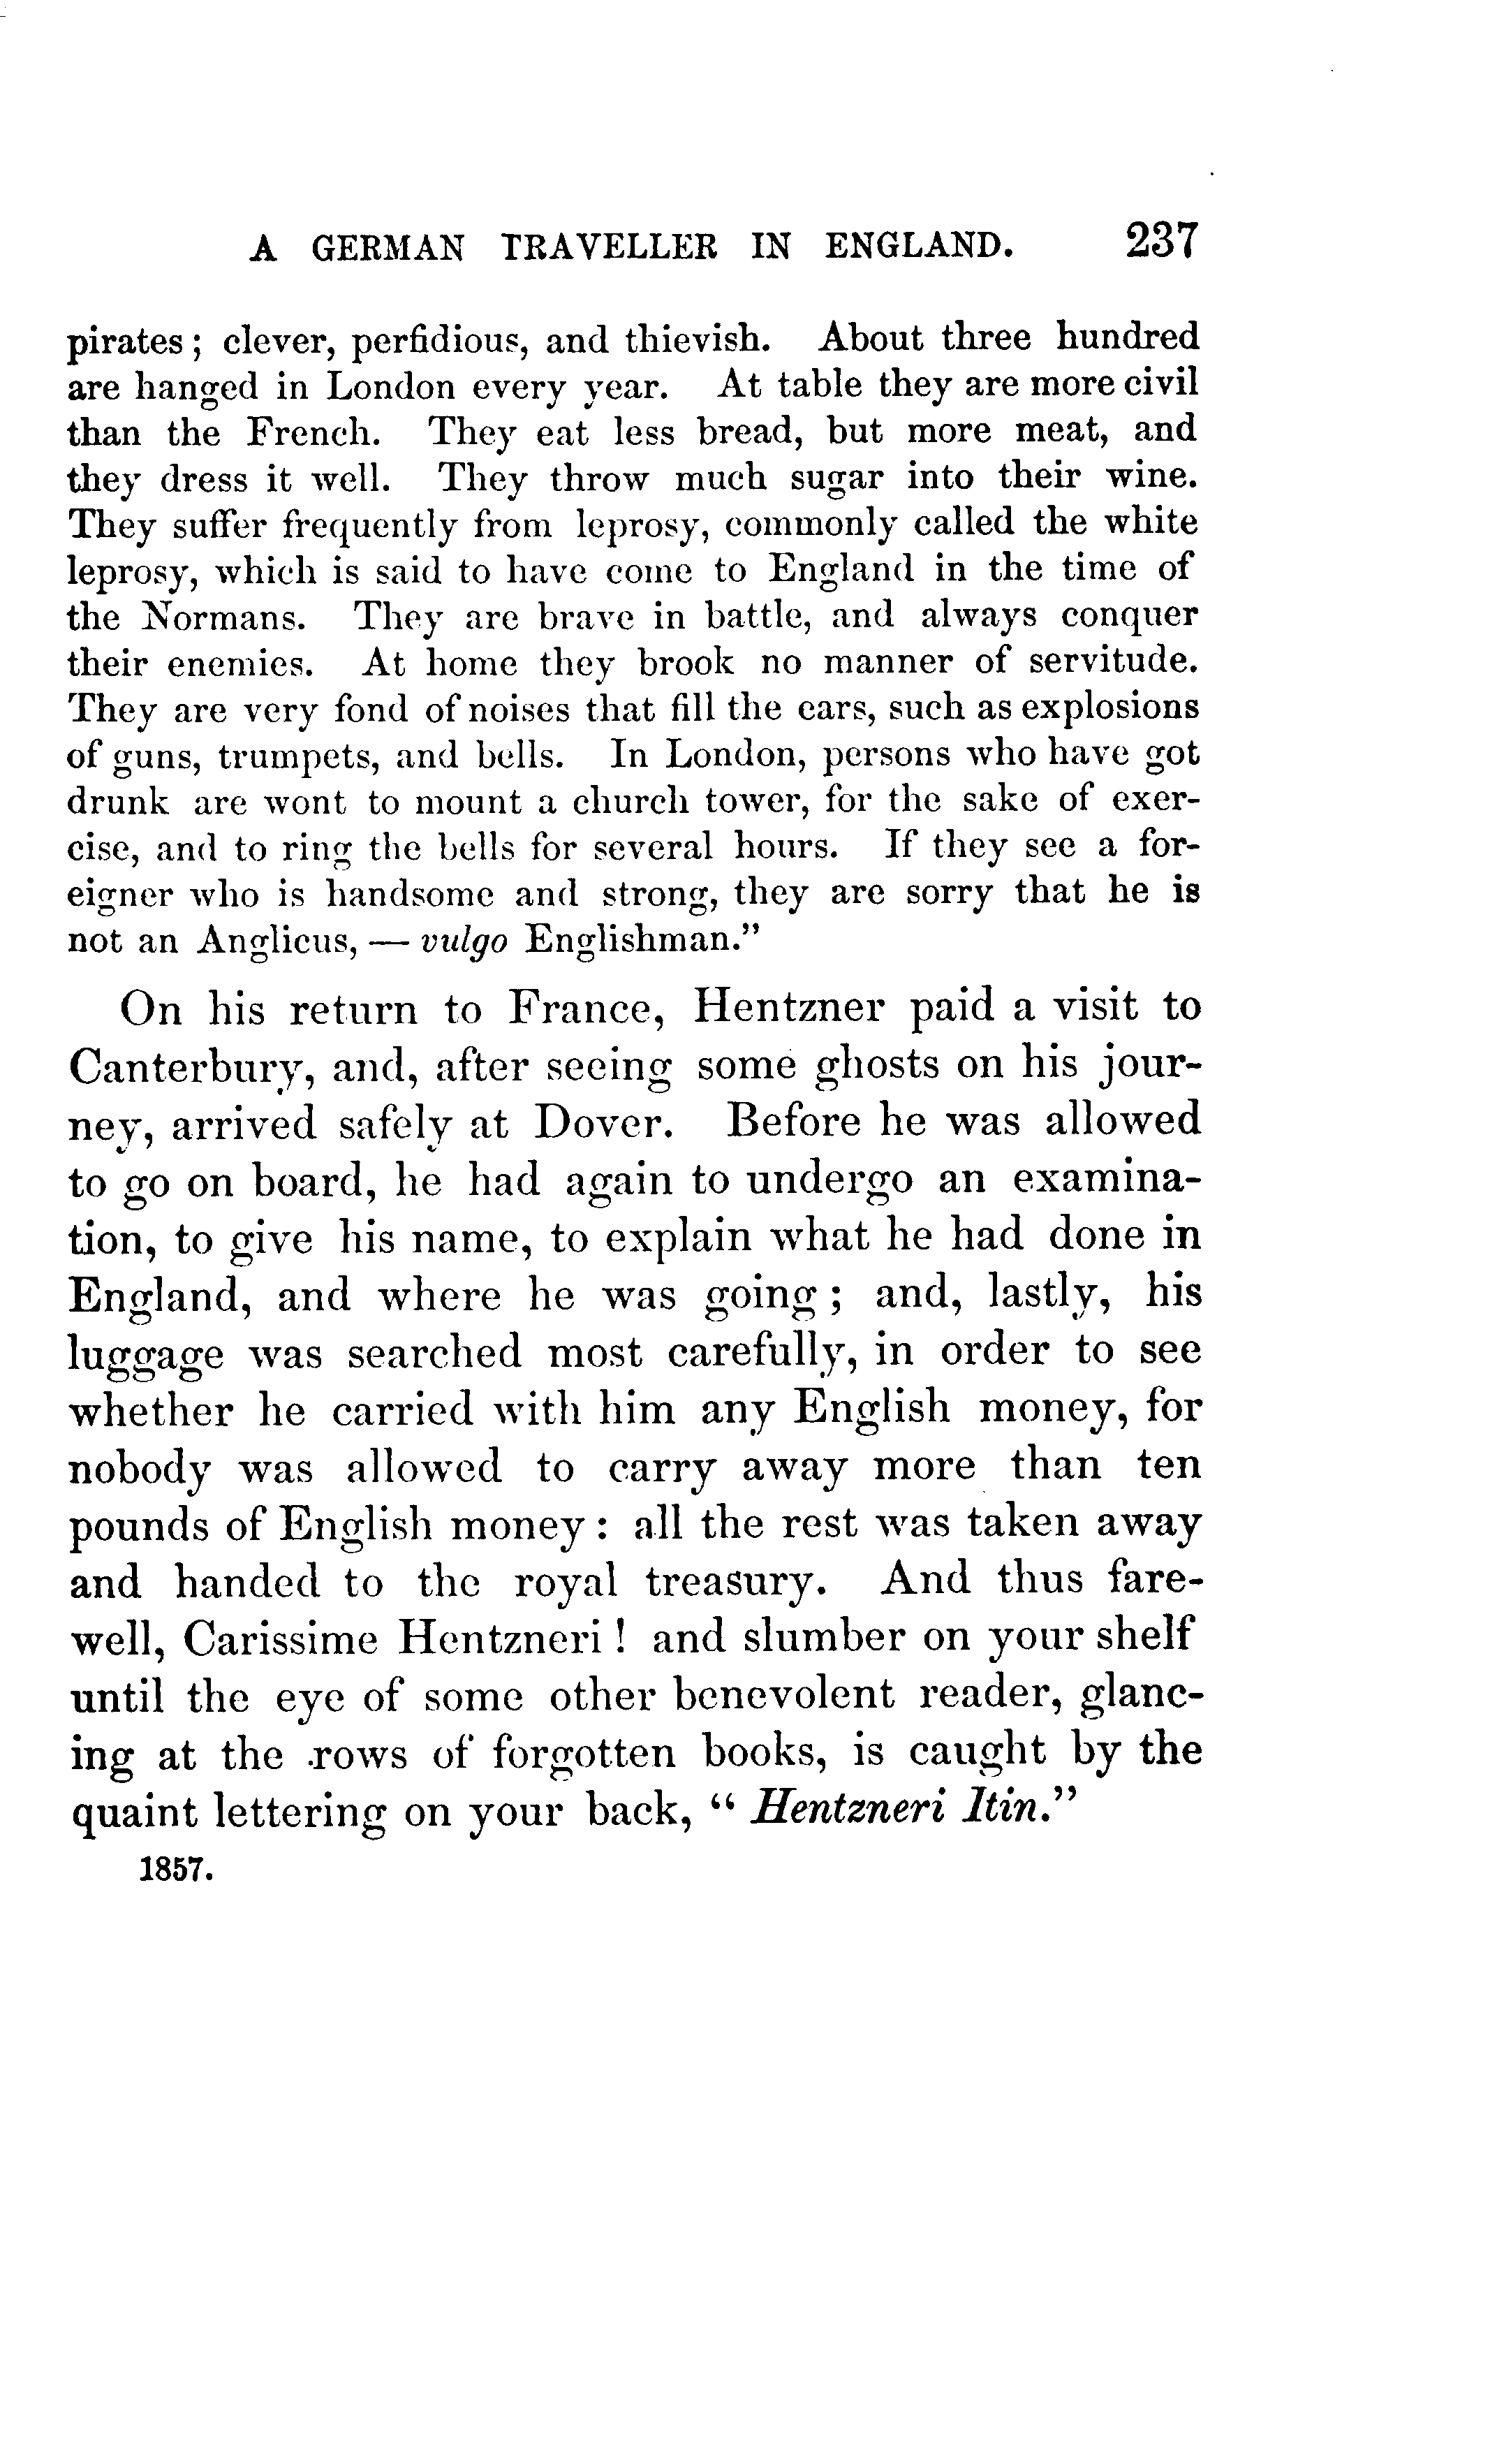 A GERMAN TRAVELLER IN ENGLAND. 237
pirates; clever, perfidious, and thievish. About three hundred
are hanged in London every year. At table they are more civil
than the French. They eat less bread, but more meat, and
they dress it well. They throw much sugar into their wine.
They suffer frequently from leprosy, commonly called the white
leprosy, which is said to have come to England in the time of
the Normans. They are brave in battle, and always conquer
their enemies. At home they brook no manner of servitude.
They are very fond of noises that fill the ears, such as explosions
of guns, trumpets, and bells. In London, persons who have got
drunk are wont to mount a church tower, for the sake of exer-
cise, and to ring the bells for several hours. If they see a for-
eigner who is handsome and strong, they are sorry that he is
not an Anglicus, — vulgo Englishman.”
On his return to France, Hentzner paid a visit to
Canterbury, and, after seeing some ghosts on his jour-
ney, arrived safely at Dover. Before he was allowed
to go on board, he had again to undergo an examina-
tion, to give his name, to explain what he had done in
England, and where he was going; and, lastly, his
luggage was searched most carefully, in order to see
whether he carried with him any English money, for
nobody was allowed to carry away more than ten
pounds of English money: all the rest was taken away
and handed to the royal treasury. And thus fare-
well, Carissime Hentzneri! and slumber on your shelf
until the eye of some other benevolent reader, glanc-
ing at the rows of forgotten books, is caught by the
quaint lettering on your back, “Hentzneri Itin.”
1857.